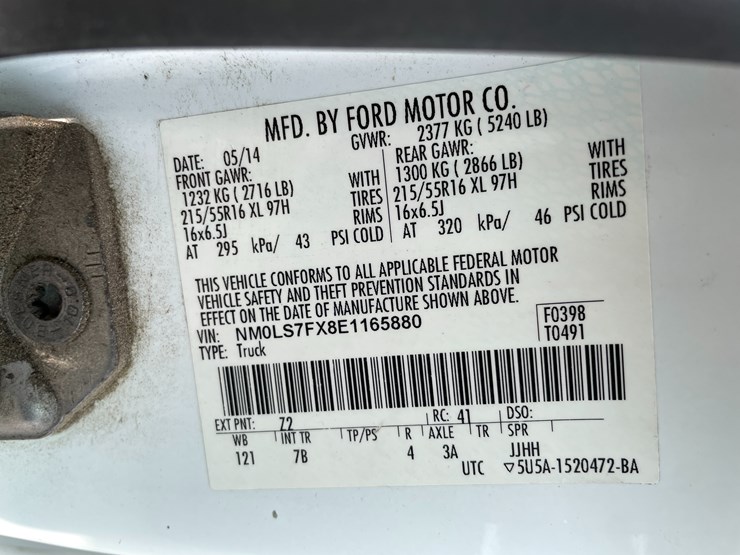 MFD. BY FORD MOTOR CO.
DATE: 05/14 GVWR: 2377 KG ( 5240 LB)
FRONT GAWR: REAR GAWR:
1232 KG ( 2716 LB) WITH 1300 KG ( 2866 LB) WITH
215/55R16 XL 97H TIRES 215/55R16 XL 97H TIRES
16x6.5J RIMS 16x6.5J RIMS
AT 295 kPa/ 43 PSI COLD AT 320 kPa/ 46 PSI COLD
THIS VEHICLE CONFORMS TO ALL APPLICABLE FEDERAL MOTOR
VEHICLE SAFETY AND THEFT PREVENTION STANDARDS IN
EFFECT ON THE DATE OF MANUFACTURE SHOWN ABOVE.
VIN: NM0LS7FX8E1165880 F0398
TYPE: Truck T0491
EXT PNT: Z2 RC: 41 DSO:
WB INT TR TP/PS R AXLE TR SPR
121 7B 4 3A JJHH
UTC ▽5U5A-1520472-BA